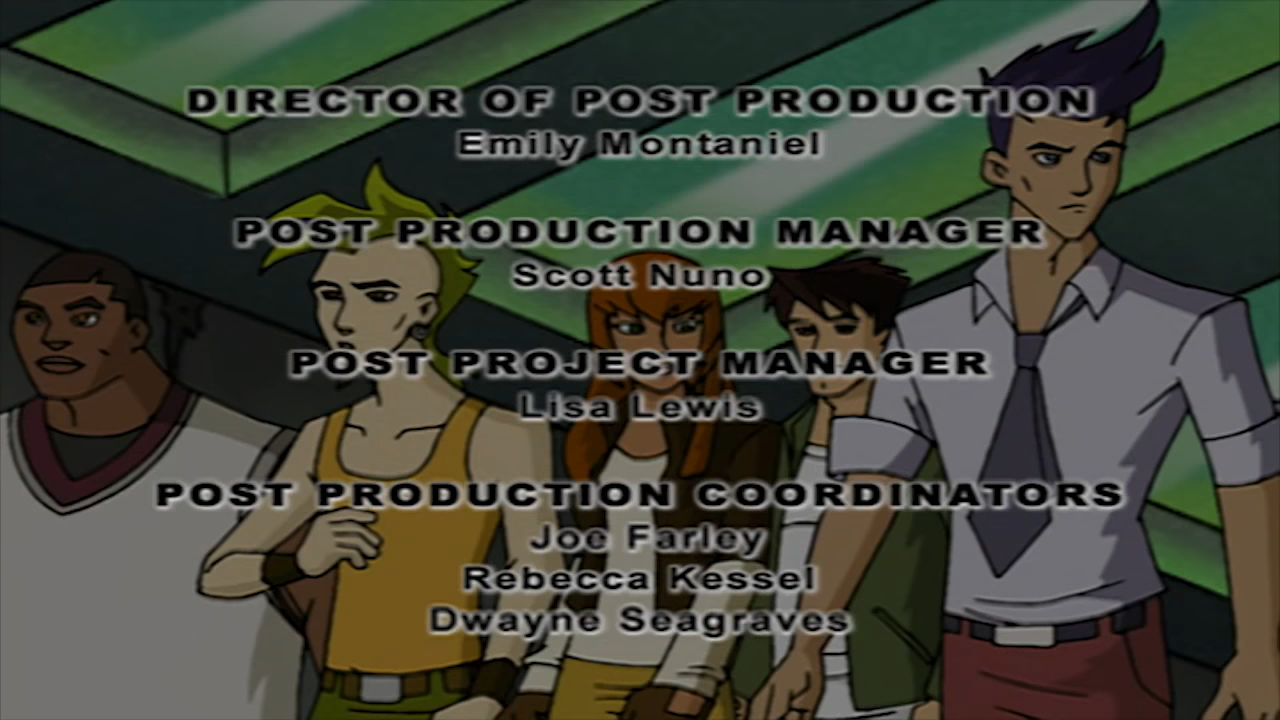 DIRECTOR OF POST PRODUCTION
Emily Montaniel
POST PRODUCTION MANAGER
Scott Nuno
POST PROJECT MANAGER
Lisa Lewis
POST PRODUCTION COORDINATORS
Joe Farley
Rebecca Kessel
Dwayne Seagraves